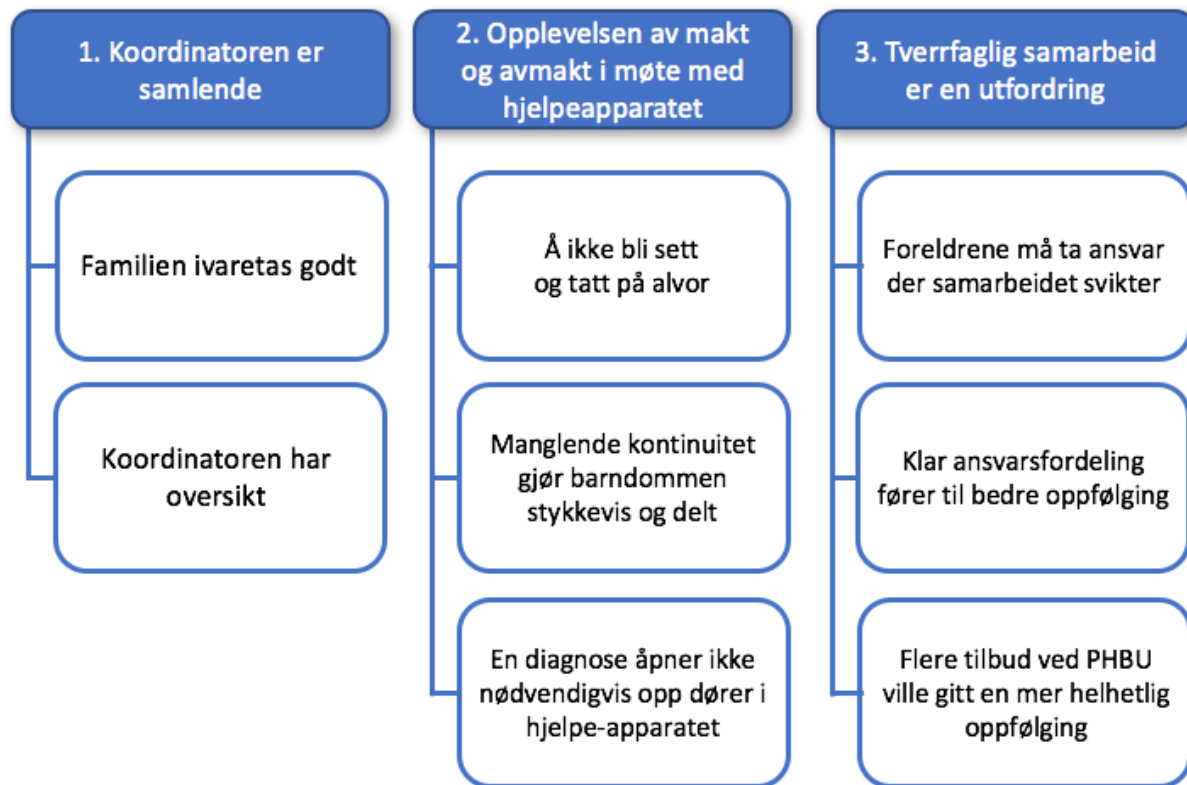 1. Koordinatoren er
samlende
Familien ivaretas godt
Koordinatoren har
oversikt
2. Opplevelsen av makt
og avmakt i møte med
hjelpeapparatet
Å ikke bli sett
og tatt på alvor
Manglende kontinuitet
gjør barndommen
stykkevis og delt
En diagnose åpner ikke
nødvendigvis opp dører i
hjelpe-apparatet
3. Tverrfaglig samarbeid
er en utfordring
Foreldrene må ta ansvar
der samarbeidet svikter
Klar ansvarsfordeling
fører til bedre oppfølging
Flere tilbud ved PHBU
ville gitt en mer helhetlig
oppfølging